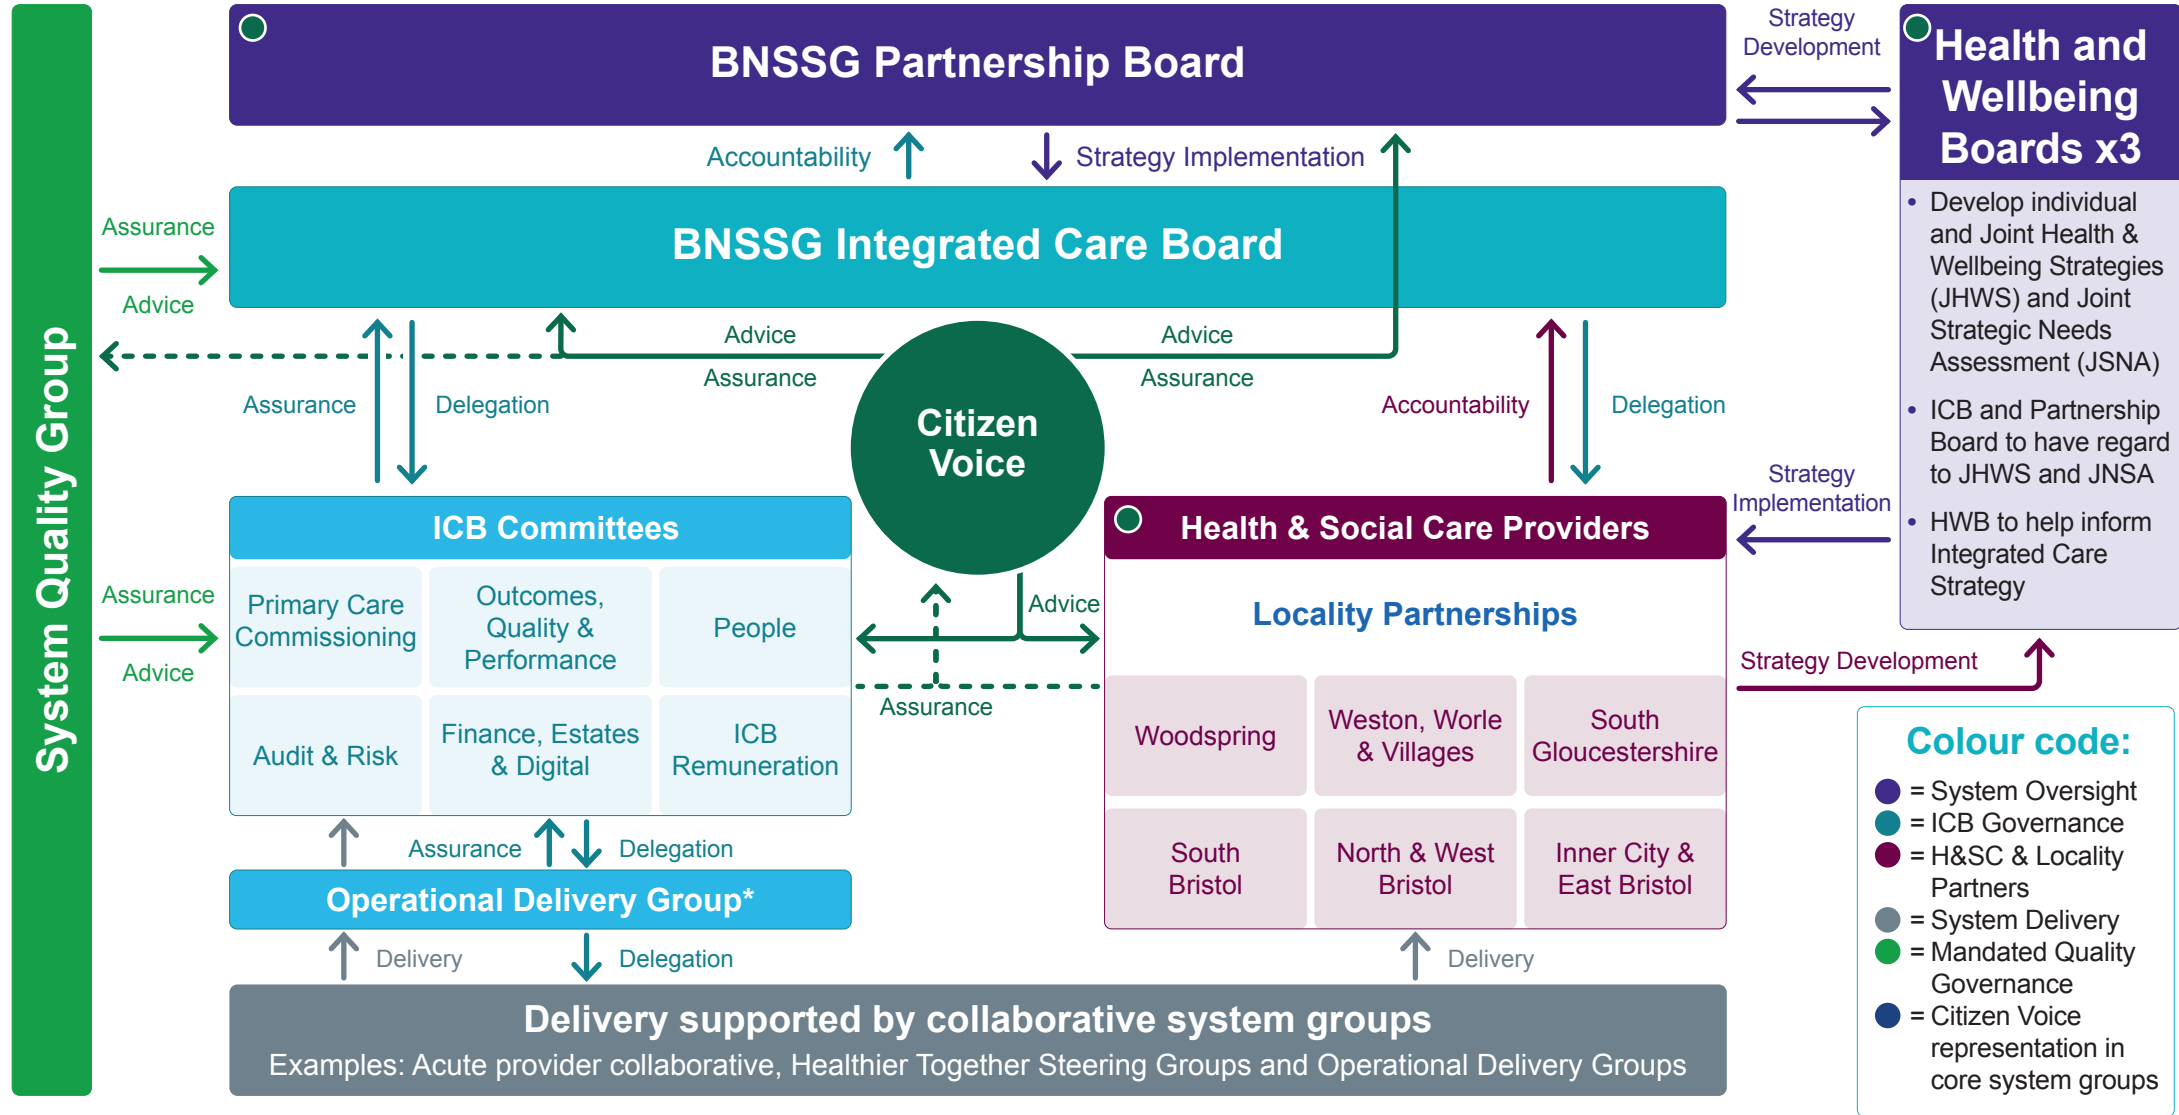 System Quality Group
BNSSG Partnership Board
Strategy
Development
Health and
Wellbeing
Boards x3
Accountability
Strategy Implementation
BNSSG Integrated Care Board
Assurance
Advice
• Develop individual
and Joint Health &
Wellbeing Strategies
(JHWS) and Joint
Strategic Needs
Assessment (JSNA)
• ICB and Partnership
Board to have regard
to JHWS and JNSA
• HWB to help inform
Integrated Care
Strategy
Advice
Assurance
Advice
Assurance
Citizen
Voice
Assurance
Delegation
Accountability
Delegation
Strategy
Implementation
ICB Committees
Primary Care
Commissioning
Outcomes,
Quality &
Performance
People
Audit & Risk
Finance, Estates
& Digital
ICB
Remuneration
Assurance
Advice
Advice
Assurance
Health & Social Care Providers
Locality Partnerships
Woodspring
Weston, Worle
& Villages
South
Gloucestershire
South
Bristol
North & West
Bristol
Inner City &
East Bristol
Strategy Development
Assurance
Delegation
Operational Delivery Group*
Delivery
Delegation
Delivery
Delivery supported by collaborative system groups
Examples: Acute provider collaborative, Healthier Together Steering Groups and Operational Delivery Groups
Colour code:
= System Oversight
= ICB Governance
= H&SC & Locality
Partners
= System Delivery
= Mandated Quality
Governance
= Citizen Voice
representation in
core system groups